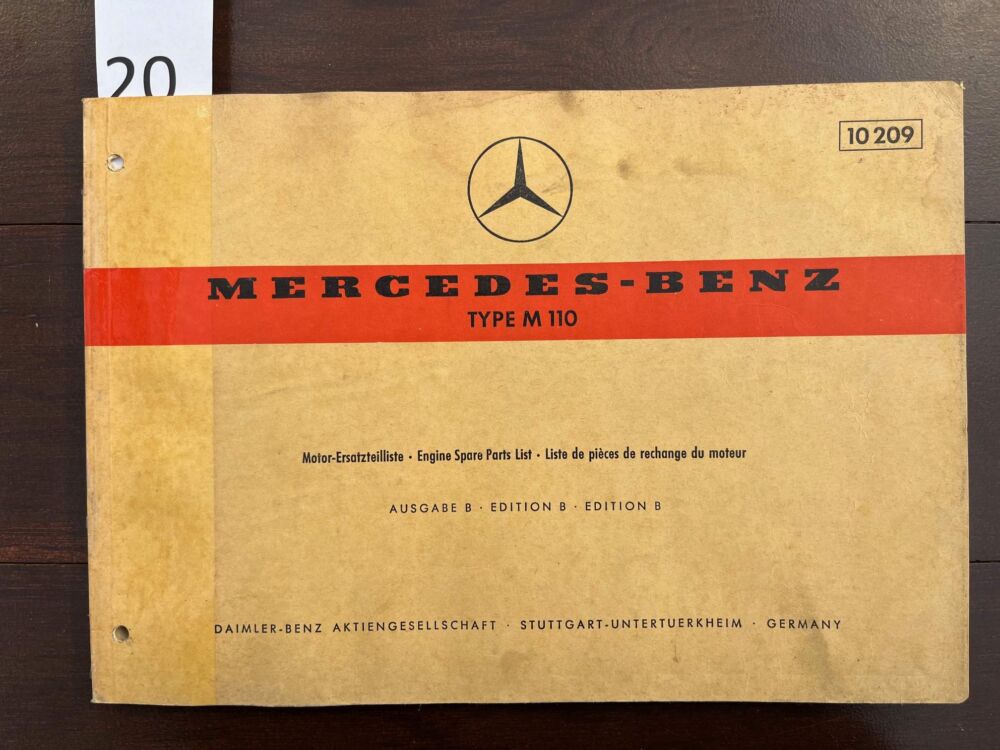 20
10 209
MERCEDES-BENZ
TYPE M 110
Motor-Ersatzteilliste · Engine Spare Parts List · Liste de pièces de rechange du moteur
AUSGABE B · EDITION B · EDITION B
DAIMLER-BENZ AKTIENGESELLSCHAFT · STUTTGART-UNTERTUERKHEIM · GERMANY